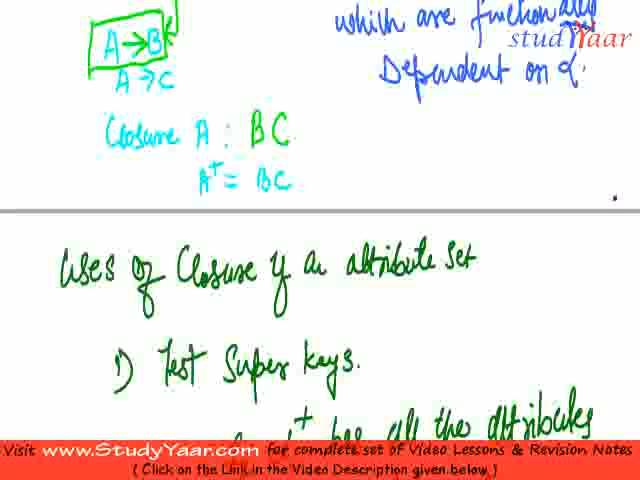 which are functionally
studYaar
A → B
A → C
Dependent on α.
Closure A : BC
A⁺ = BC
Uses of Closure of an attribute set
1) Test Super keys.
⁺ has all the attributes
Visit www.StudyYaar.com for complete set of Video Lessons & Revision Notes
( Click on the Link in the Video Description given below )